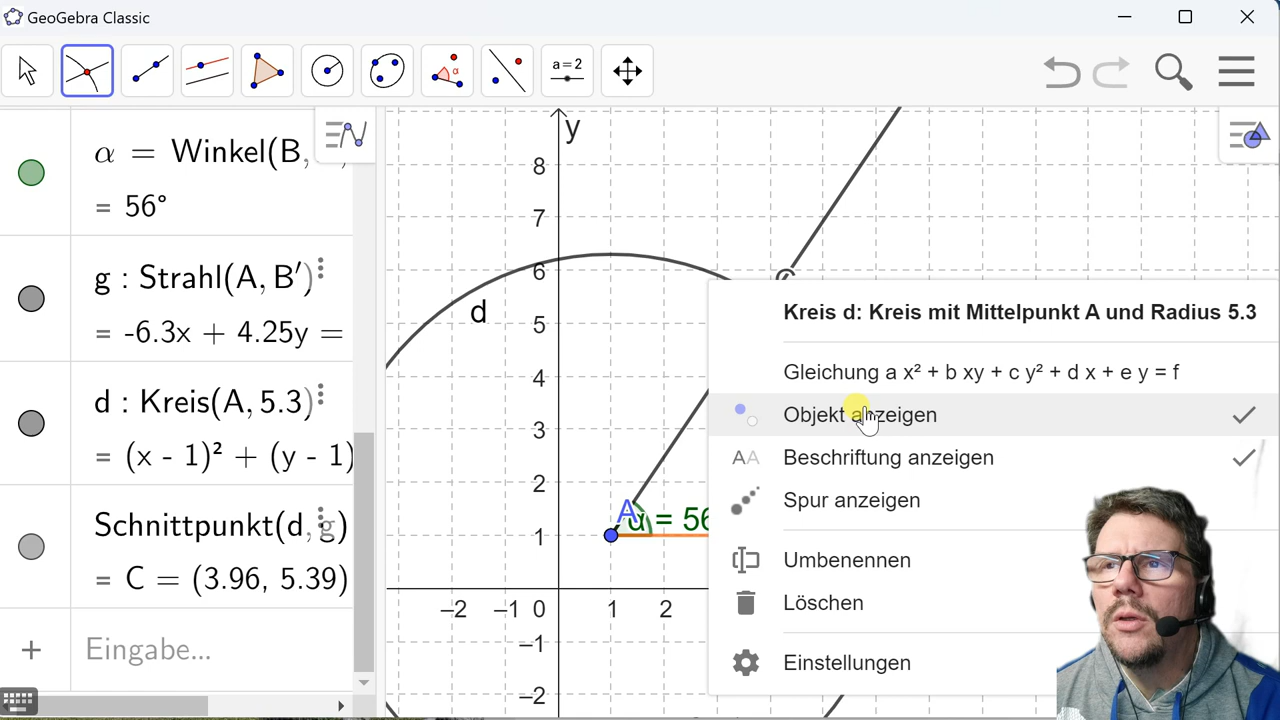 GeoGebra Classic
a=2
α = Winkel(B,
= 56°
g : Strahl(A, B′)
= -6.3x + 4.25y =
d : Kreis(A, 5.3)
= (x - 1)² + (y - 1)
Schnittpunkt(d, g)
= C = (3.96, 5.39)
Eingabe...
y
8
7
6
5
4
3
2
1
0
−1
−2
−2 −1 1 2
d
A
α = 56
C
Kreis d: Kreis mit Mittelpunkt A und Radius 5.3
Gleichung a x² + b xy + c y² + d x + e y = f
Objekt anzeigen
AA Beschriftung anzeigen
Spur anzeigen
Umbenennen
Löschen
Einstellungen